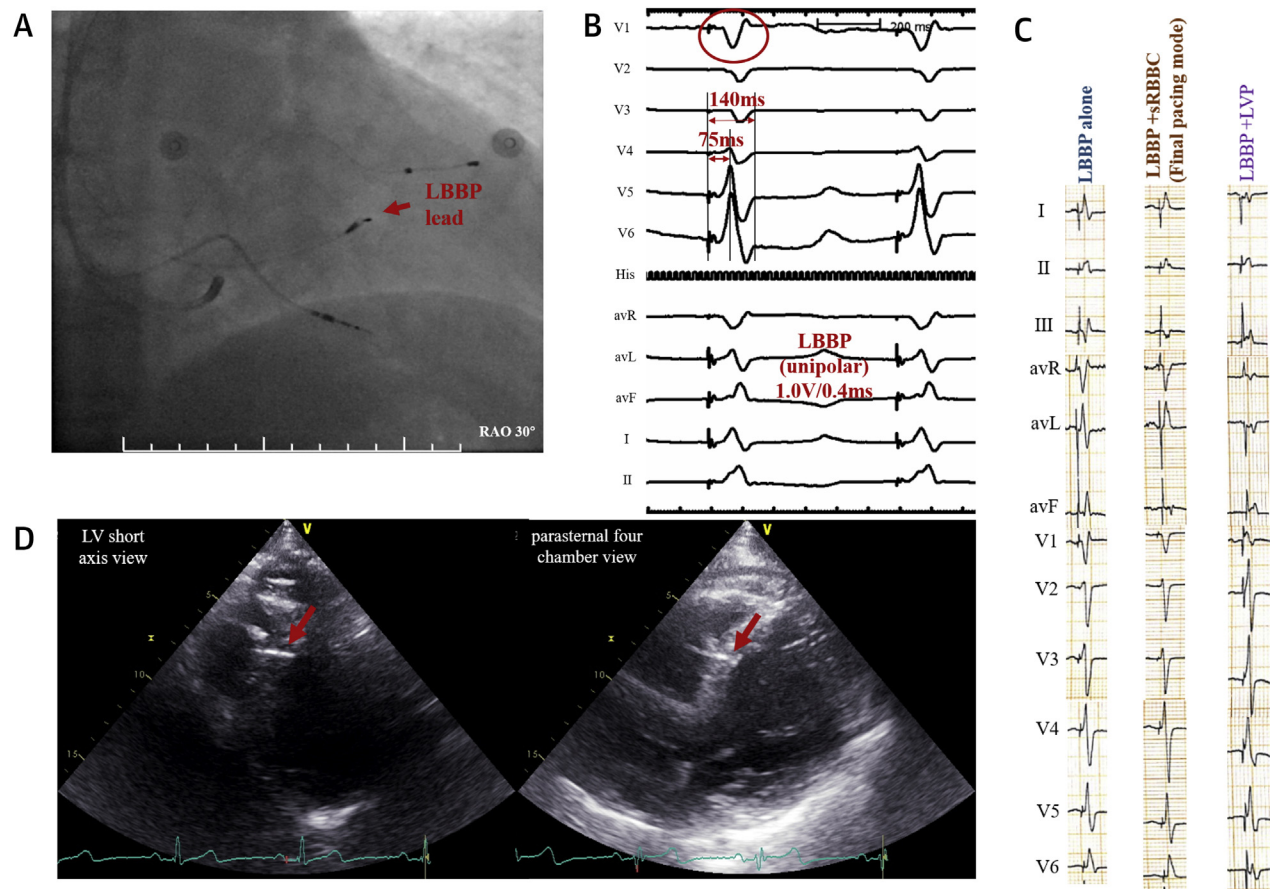 A
LBBP
lead
RAO 30°
B
V1
200 ms
V2
V3
140ms
V4
75ms
V5
V6
His
avR
avL
LBBP
(unipolar)
avF
1.0V/0.4ms
I
II
C
LBBP alone
LBBP +sRBBC
(Final pacing mode)
LBBP +LVP
I
II
III
avR
avL
avF
V1
V2
V3
V4
V5
V6
D
LV short
axis view
V
5
10
15
2
parasternal four
chamber view
V
5
10
15